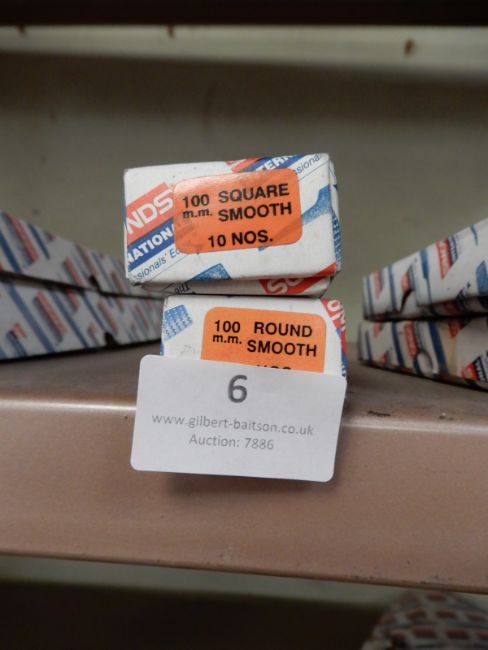 100 SQUARE
m.m. SMOOTH
10 NOS.
100 ROUND
m.m. SMOOTH
6
www.gilbert-baitson.co.uk
Auction: 7886